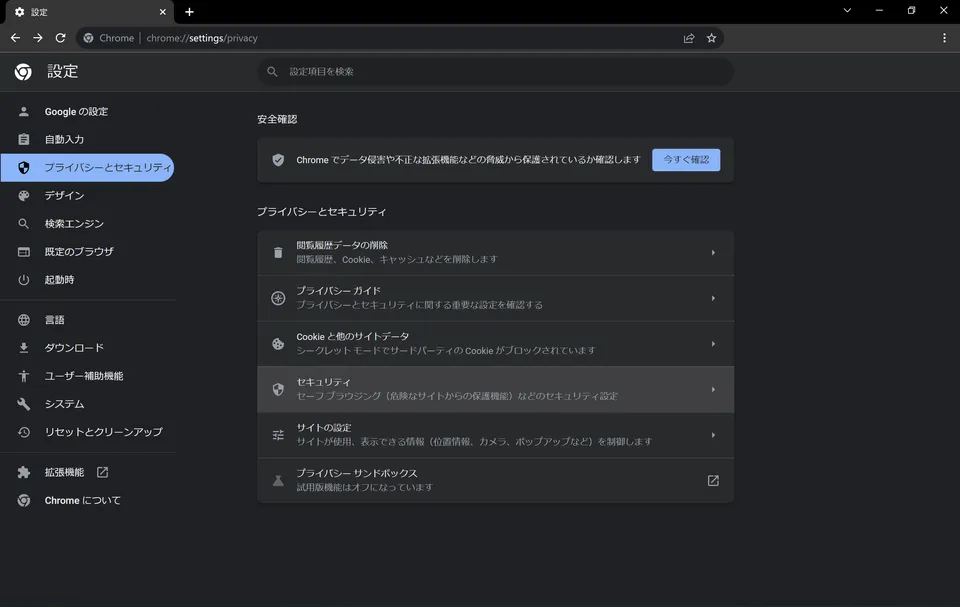 設定
Chrome | chrome://settings/privacy
設定
設定項目を検索
Google の設定
自動入力
プライバシーとセキュリティ
デザイン
検索エンジン
既定のブラウザ
起動時
言語
ダウンロード
ユーザー補助機能
システム
リセットとクリーンアップ
拡張機能
Chrome について
安全確認
Chrome でデータ侵害や不正な拡張機能などの脅威から保護されているか確認します
今すぐ確認
プライバシーとセキュリティ
閲覧履歴データの削除
閲覧履歴、Cookie、キャッシュなどを削除します
プライバシー ガイド
プライバシーとセキュリティに関する重要な設定を確認する
Cookie と他のサイトデータ
シークレット モードでサードパーティの Cookie がブロックされています
セキュリティ
セーフ ブラウジング（危険なサイトからの保護機能）などのセキュリティ設定
サイトの設定
サイトが使用、表示できる情報（位置情報、カメラ、ポップアップなど）を制御します
プライバシー サンドボックス
試用版機能はオフになっています